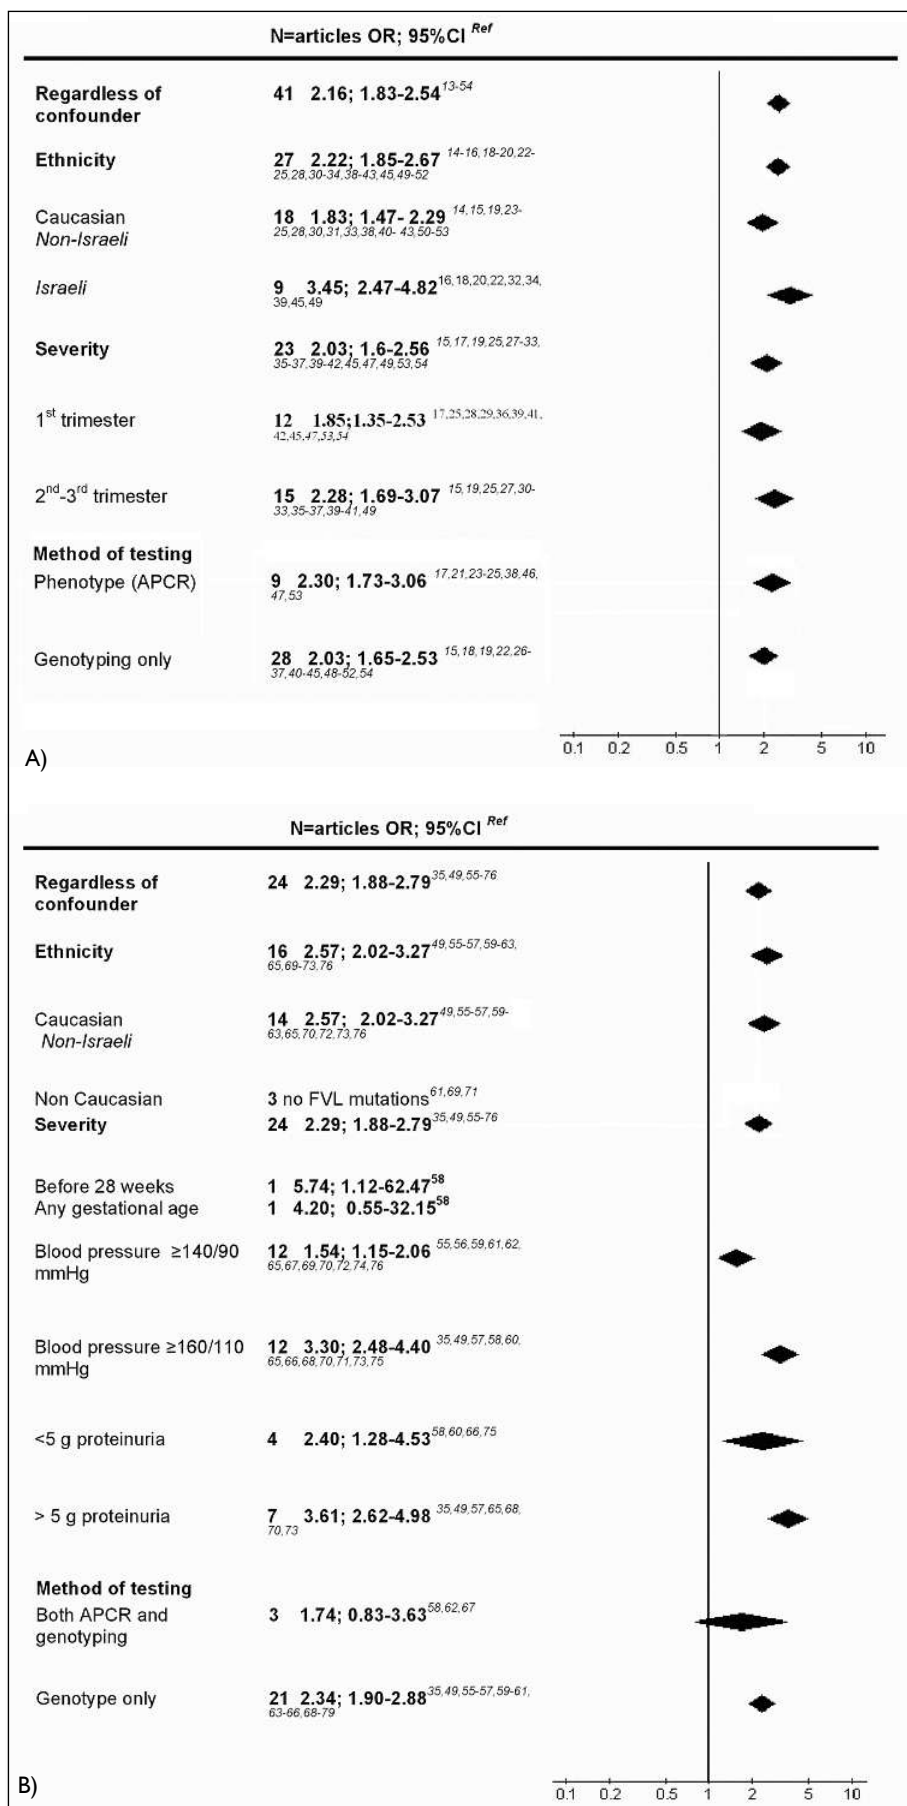 N=articles OR; 95%CI Ref
Regardless of 41 2.16; 1.83-2.54 13-54
confounder
Ethnicity 27 2.22; 1.85-2.67 14-16,18-20,22-
25,28,30-34,38-43,45,49-52
Caucasian 18 1.83; 1.47- 2.29 14,15,19,23-
Non-Israeli 25,28,30,31,33,38,40- 43,50-53
Israeli 9 3.45; 2.47-4.82 16,18,20,22,32,34,
39,45,49
Severity 23 2.03; 1.6-2.56 15,17,19,25,27-33,
35-37,39-42,45,47,49,53,54
1st trimester 12 1.85;1.35-2.53 17,25,28,29,36,39,41,
42,45,47,53,54
2nd-3rd trimester 15 2.28; 1.69-3.07 15,19,25,27,30-
33,35-37,39-41,49
Method of testing
Phenotype (APCR) 9 2.30; 1.73-3.06 17,21,23-25,38,46,
47,53
Genotyping only 28 2.03; 1.65-2.53 15,18,19,22,26-
37,40-45,48-52,54
0.1 0.2 0.5 1 2 5 10
A)
N=articles OR; 95%CI Ref
Regardless of 24 2.29; 1.88-2.79 35,49,55-76
confounder
Ethnicity 16 2.57; 2.02-3.27 49,55-57,59-63,
65,69-73,76
Caucasian 14 2.57; 2.02-3.27 49,55-57,59-
Non-Israeli 63,65,70,72,73,76
Non Caucasian 3 no FVL mutations 61,69,71
Severity 24 2.29; 1.88-2.79 35,49,55-76
Before 28 weeks 1 5.74; 1.12-62.47 58
Any gestational age 1 4.20; 0.55-32.15 58
Blood pressure ≥140/90 12 1.54; 1.15-2.06 55,56,59,61,62,
mmHg 65,67,69,70,72,74,76
Blood pressure ≥160/110 12 3.30; 2.48-4.40 35,49,57,58,60,
mmHg 65,66,68,70,71,73,75
<5 g proteinuria 4 2.40; 1.28-4.53 58,60,66,75
> 5 g proteinuria 7 3.61; 2.62-4.98 35,49,57,65,68,
70,73
Method of testing
Both APCR and 3 1.74; 0.83-3.63 58,62,67
genotyping
Genotype only 21 2.34; 1.90-2.88 35,49,55-57,59-61,
63-66,68-79
0.1 0.2 0.5 1 2 5 10
B)